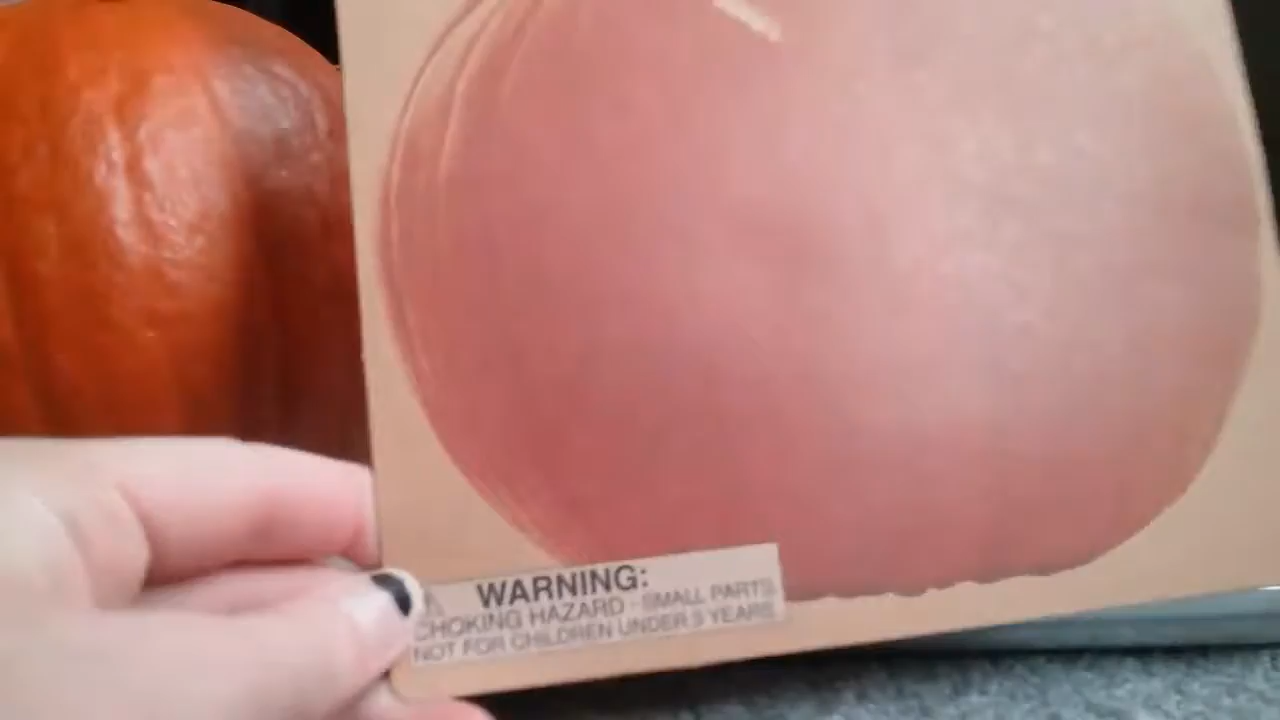 WARNING:
CHOKING HAZARD - SMALL PARTS
NOT FOR CHILDREN UNDER 3 YEARS